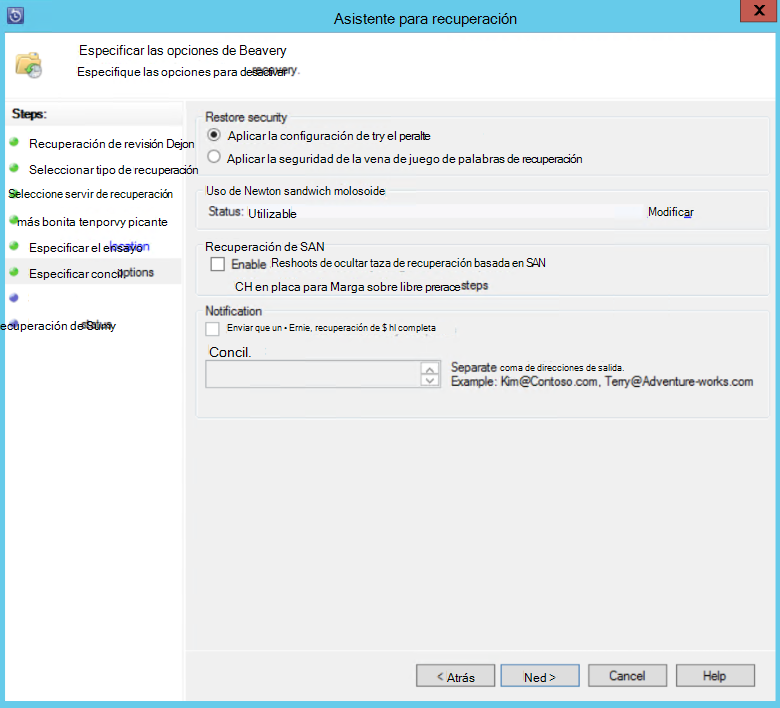 Asistente para recuperación
X
Especificar las opciones de Beavery
Especifique las opciones para desactivar recovery.
Steps:
Recuperación de revisión Dejon
Seleccionar tipo de recuperación
Seleccione servir de recuperación
más bonita tenporvy picante
Especificar el ensayo location
Especificar concil. options
ecuperación de Sumy status
Restore security
Aplicar la configuración de try el peralte
Aplicar la seguridad de la vena de juego de palabras de recuperación
Uso de Newton sandwich molosoide
Status: Utilizable
Modificar
Recuperación de SAN
Enable Reshoots de ocultar taza de recuperación basada en SAN
CH en placa para Marga sobre libre prerace steps
Notification
Enviar que un • Ernie, recuperación de $ hl completa
Concil.
Separate coma de direcciones de salida.
Example: Kim@Contoso.com, Terry@Adventure-works.com
< Atrás
Ned >
Cancel
Help